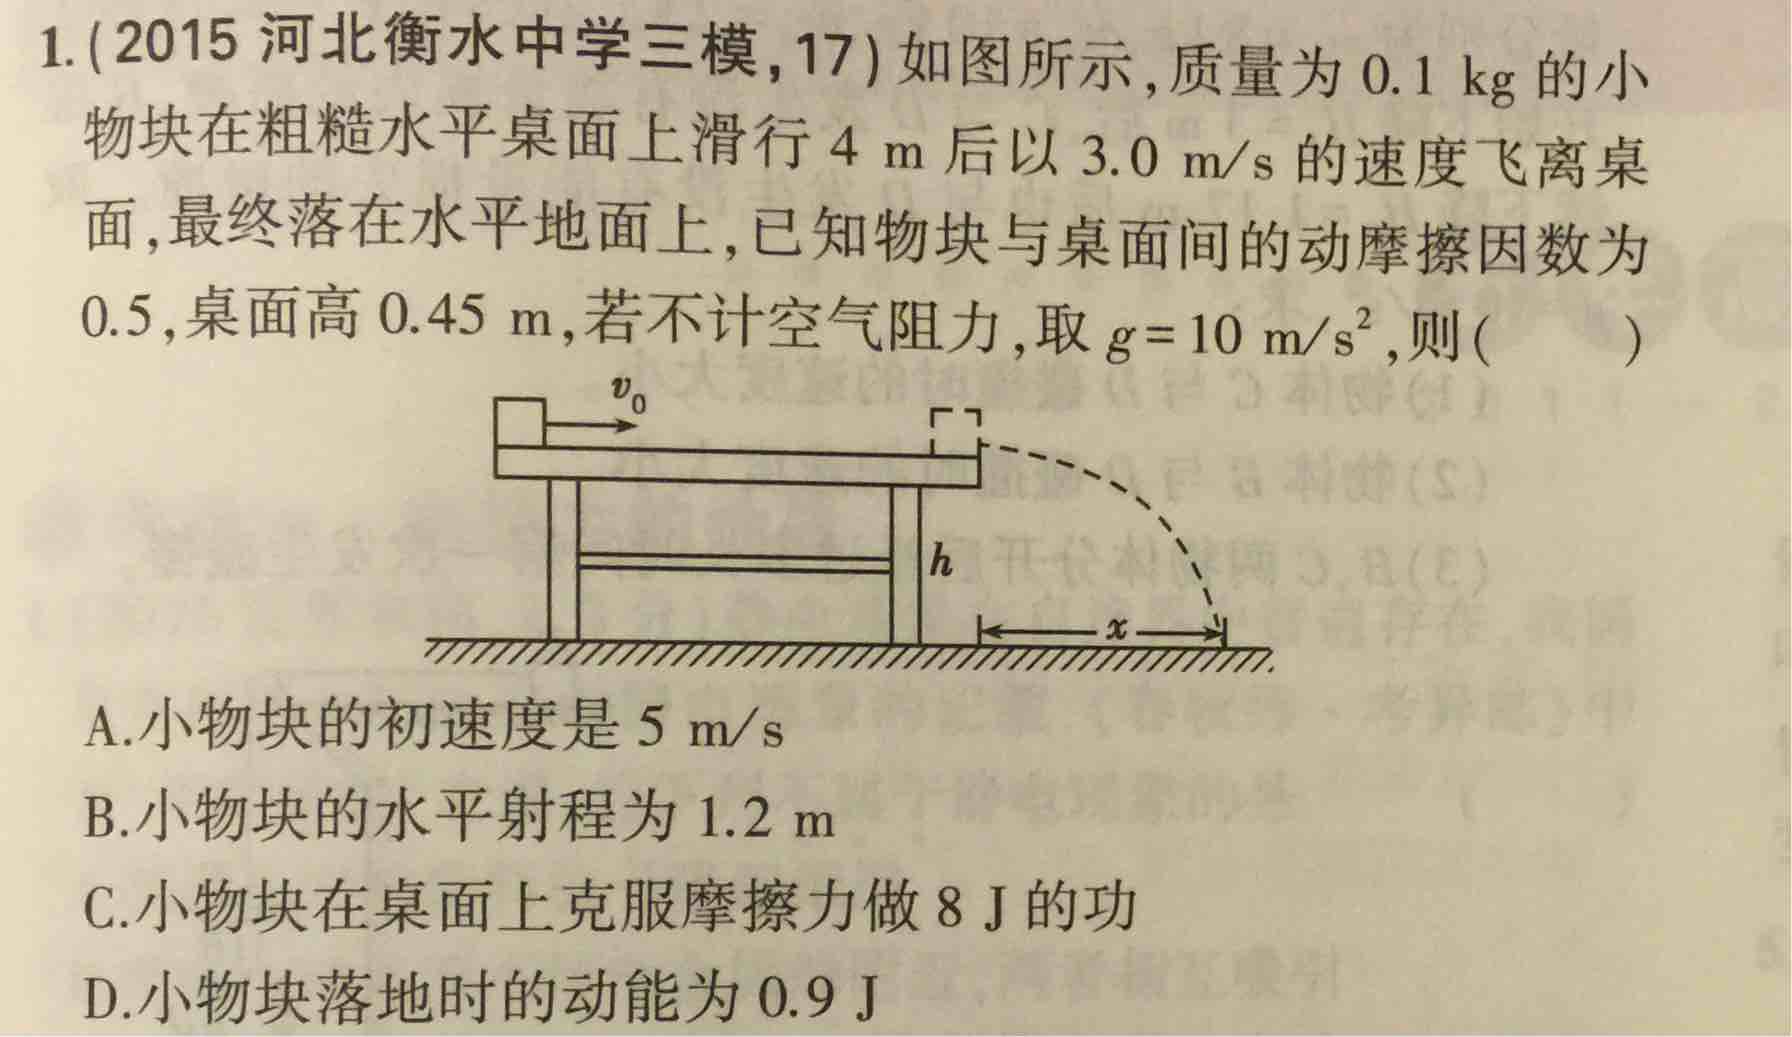 1.(2015 河北衡水中学三模,17)如图所示,质量为 0.1 kg 的小
物块在粗糙水平桌面上滑行 4 m 后以 3.0 m/s 的速度飞离桌
面,最终落在水平地面上,已知物块与桌面间的动摩擦因数为
0.5,桌面高 0.45 m,若不计空气阻力,取 g=10 m/s²,则(    )
v₀
h
x
A.小物块的初速度是 5 m/s
B.小物块的水平射程为 1.2 m
C.小物块在桌面上克服摩擦力做 8 J 的功
D.小物块落地时的动能为 0.9 J